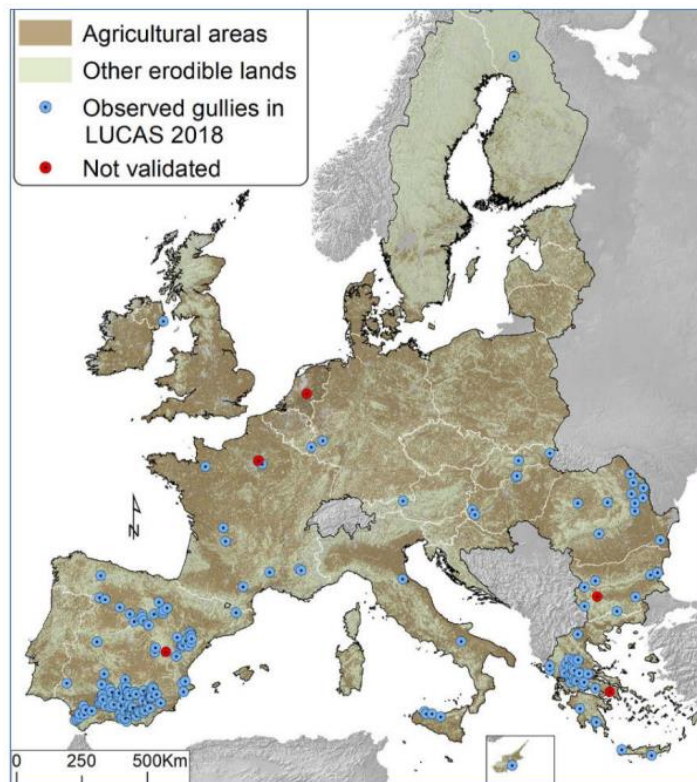 Agricultural areas
Other erodible lands
Observed gullies in
LUCAS 2018
Not validated
N
0 250 500Km